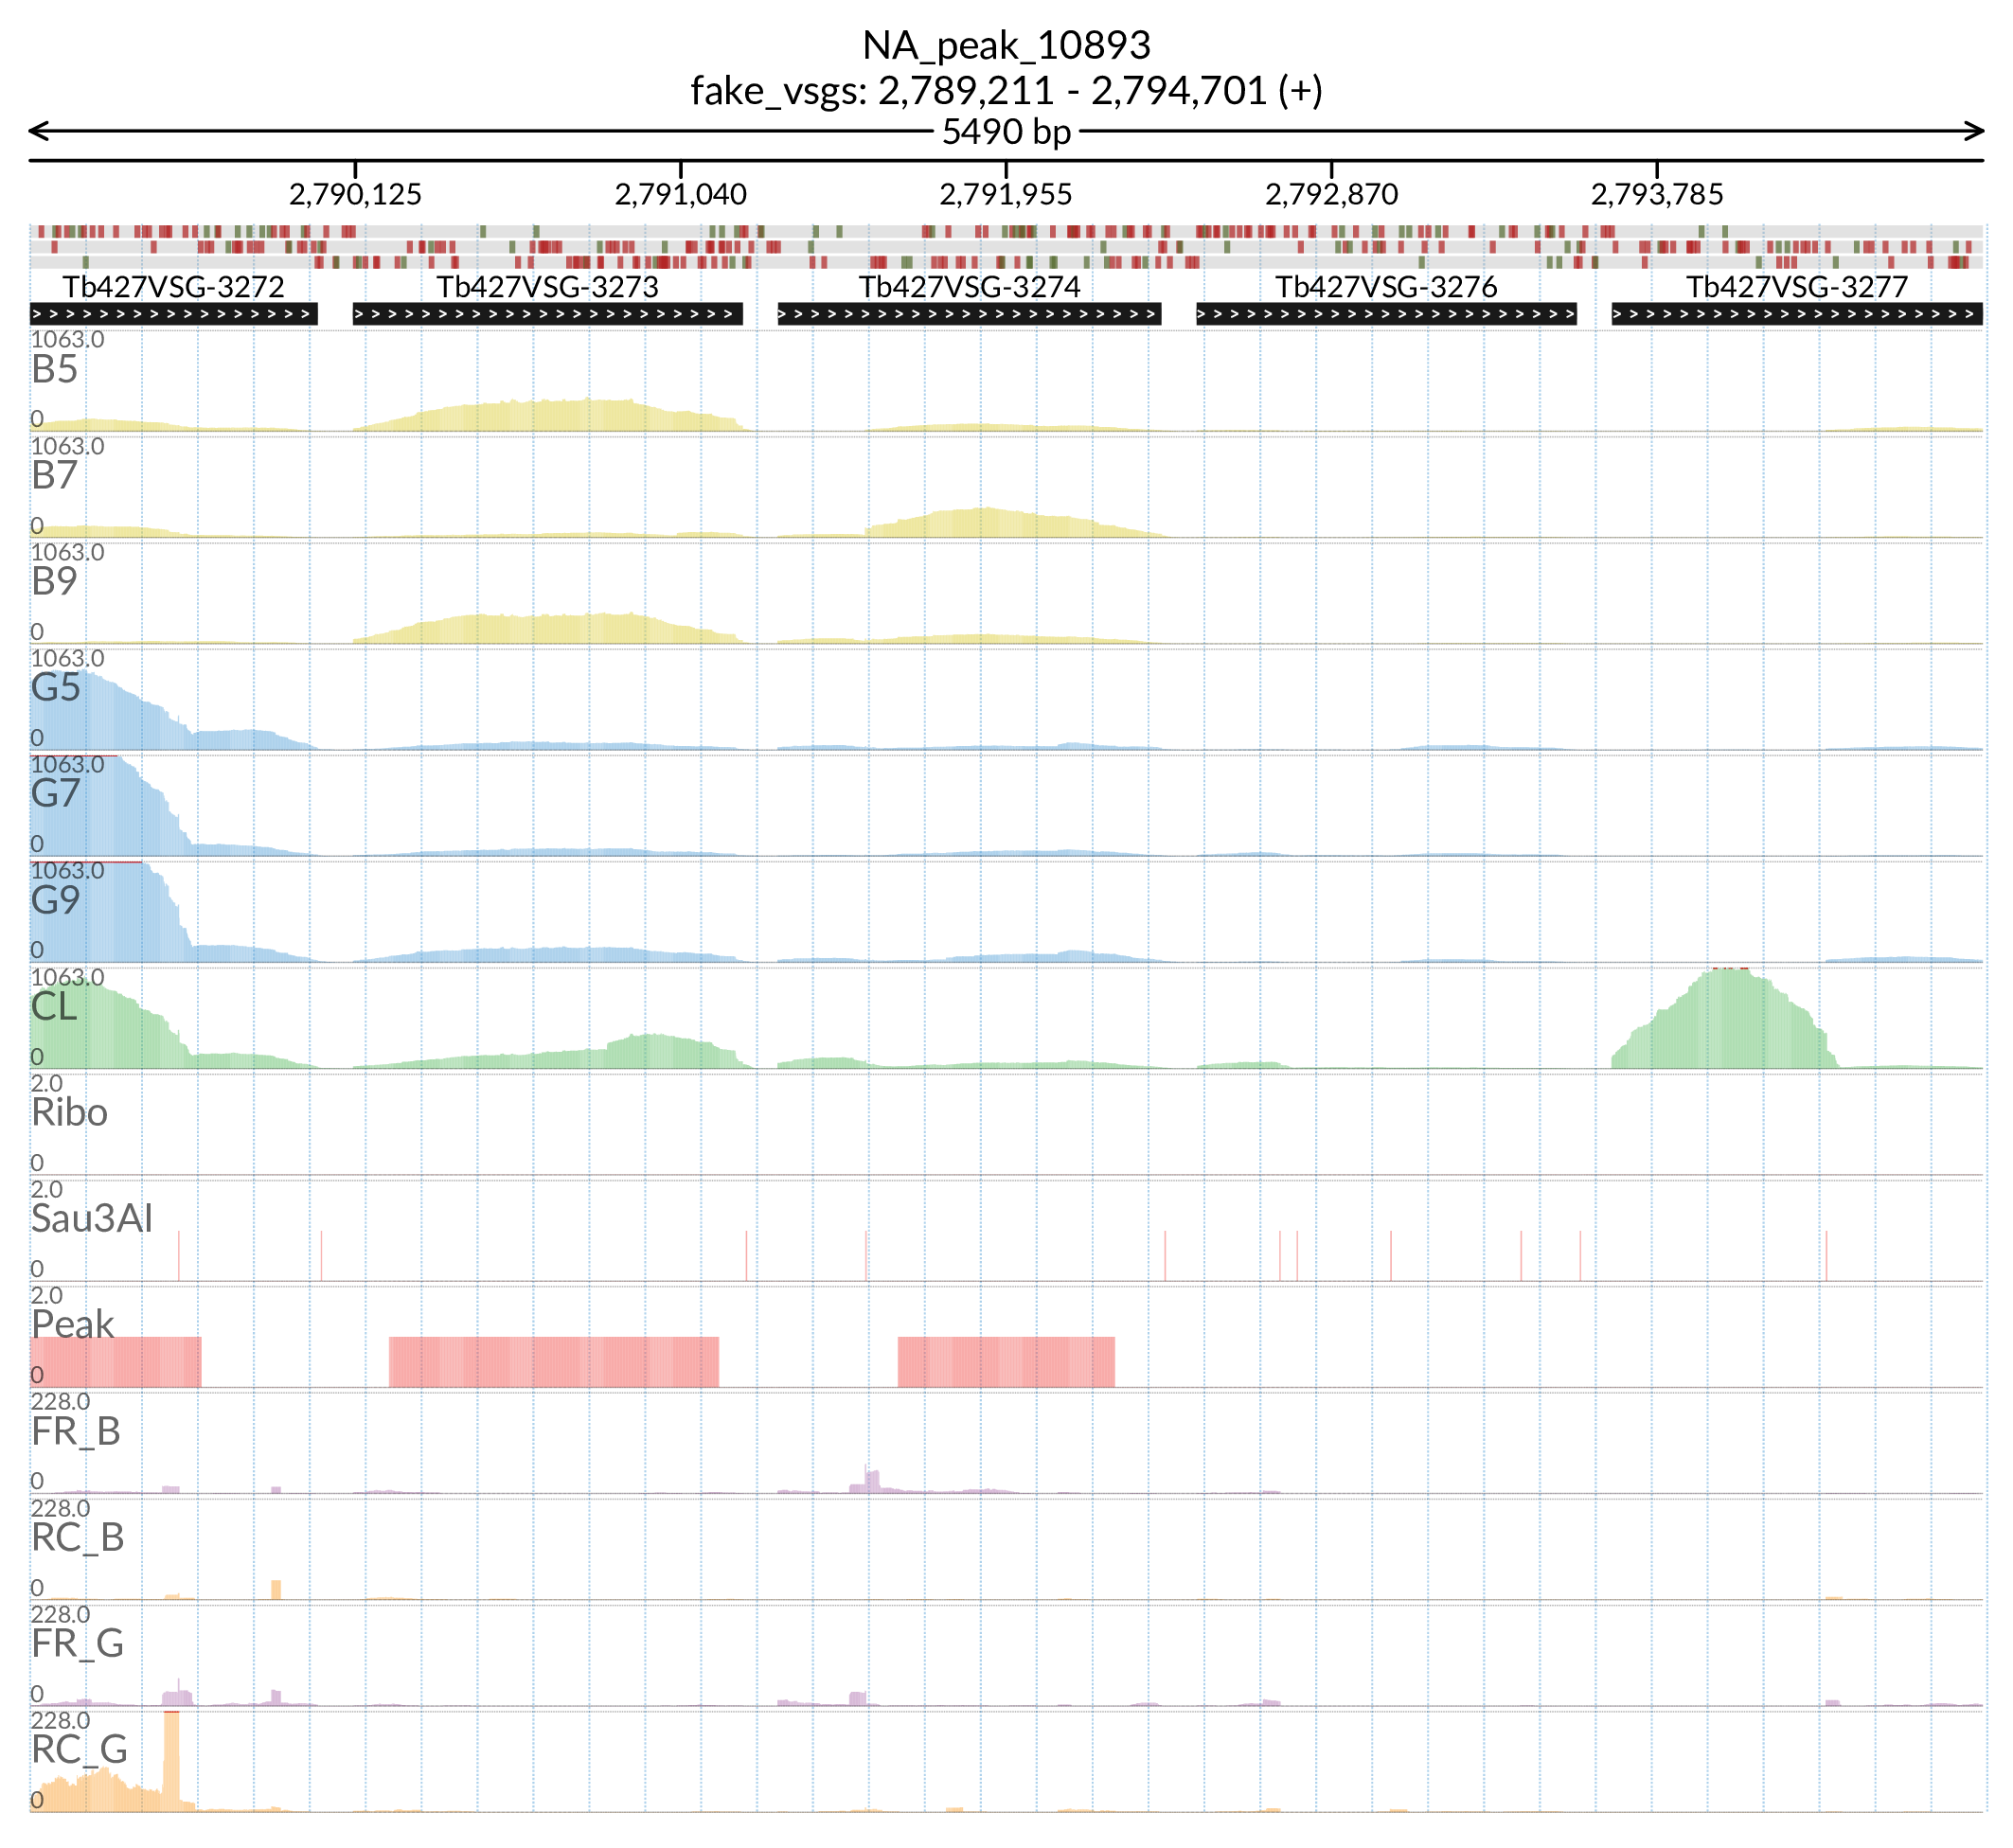 NA_peak_10893
fake_vsgs: 2,789,211 - 2,794,701 (+)
5490 bp
2,790,125 2,791,040 2,791,955 2,792,870 2,793,785
Tb427VSG-3272 Tb427VSG-3273 Tb427VSG-3274 Tb427VSG-3276 Tb427VSG-3277
1063.0
B5
0
1063.0
B7
0
1063.0
B9
0
1063.0
G5
0
1063.0
G7
0
1063.0
G9
0
1063.0
CL
0
2.0
Ribo
0
2.0
Sau3AI
0
2.0
Peak
0
228.0
FR_B
0
228.0
RC_B
0
228.0
FR_G
0
228.0
RC_G
0